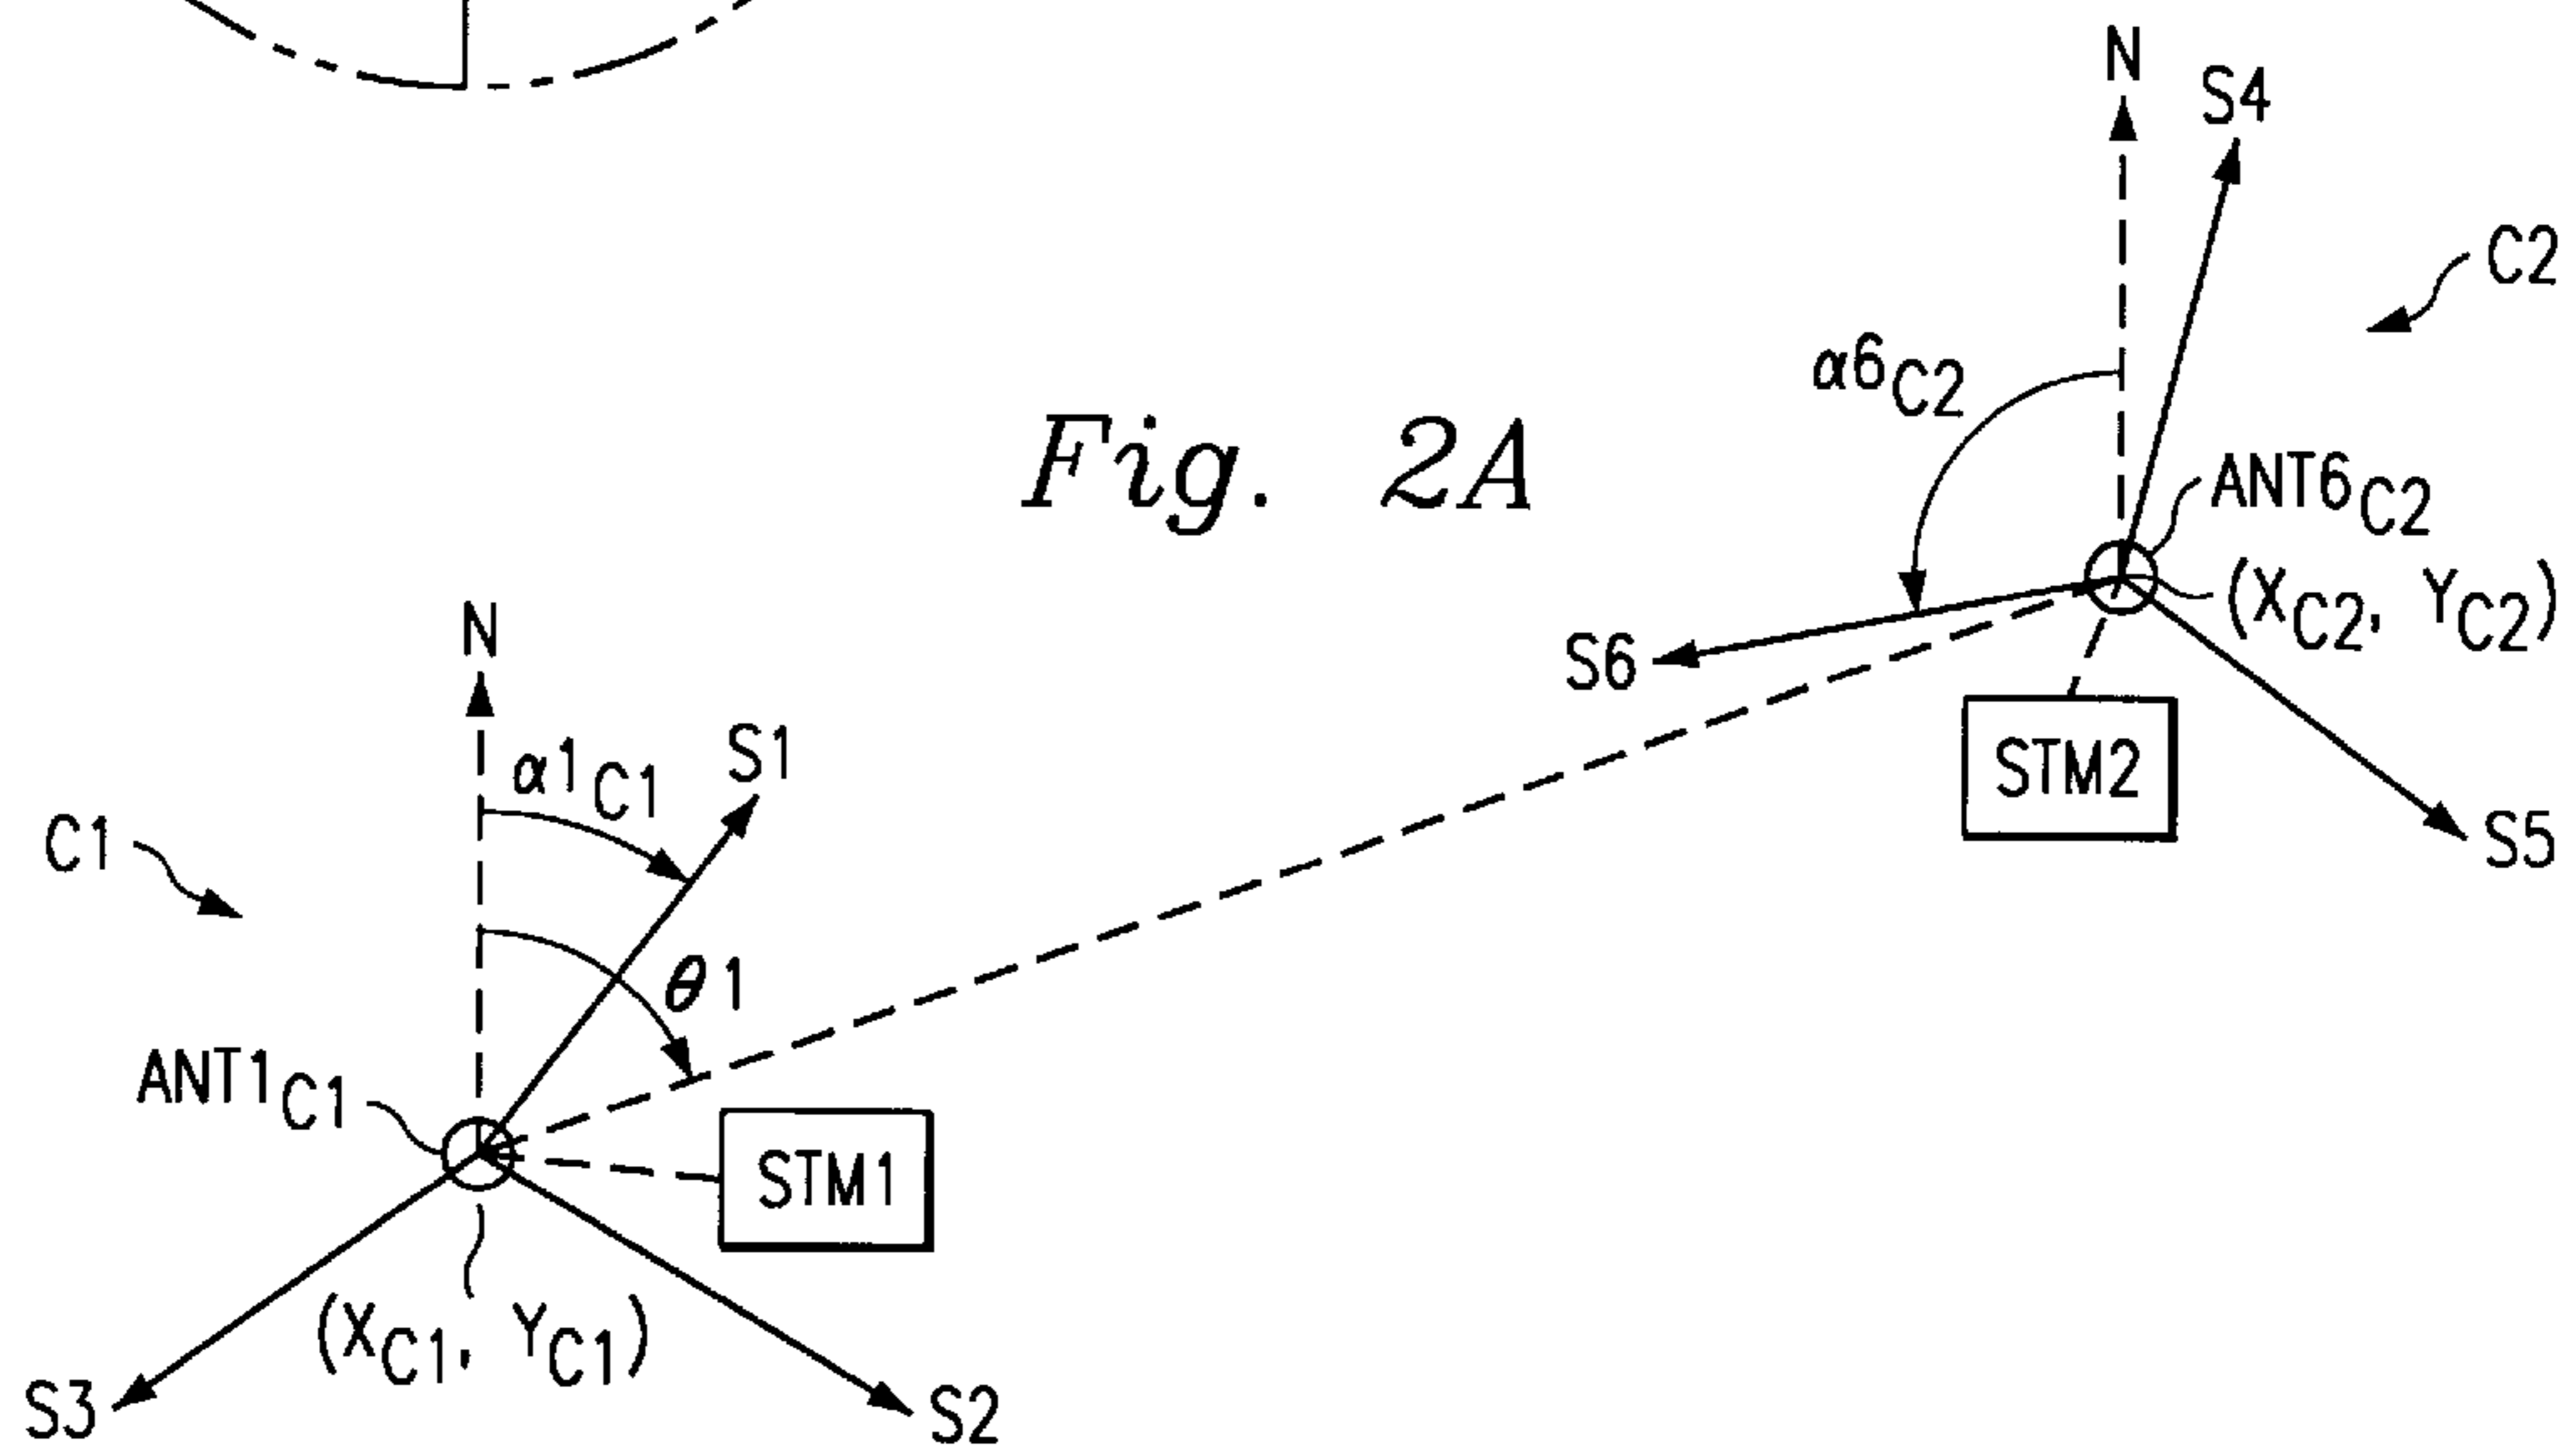 N
S4
C2
α6C2
Fig. 2A
ANT6C2
(XC2, YC2)
N
S6
S1
α1C1
STM2
C1
S5
θ1
ANT1C1
STM1
(XC1, YC1)
S3
S2